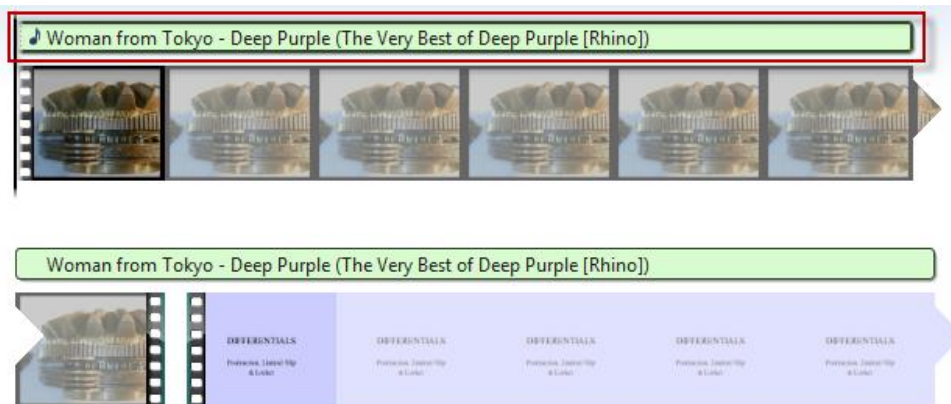 Woman from Tokyo - Deep Purple (The Very Best of Deep Purple [Rhino])
Woman from Tokyo - Deep Purple (The Very Best of Deep Purple [Rhino])
DIFFERENTIALS DIFFERENTIALS DIFFERENTIALS DIFFERENTIALS DIFFERENTIALS